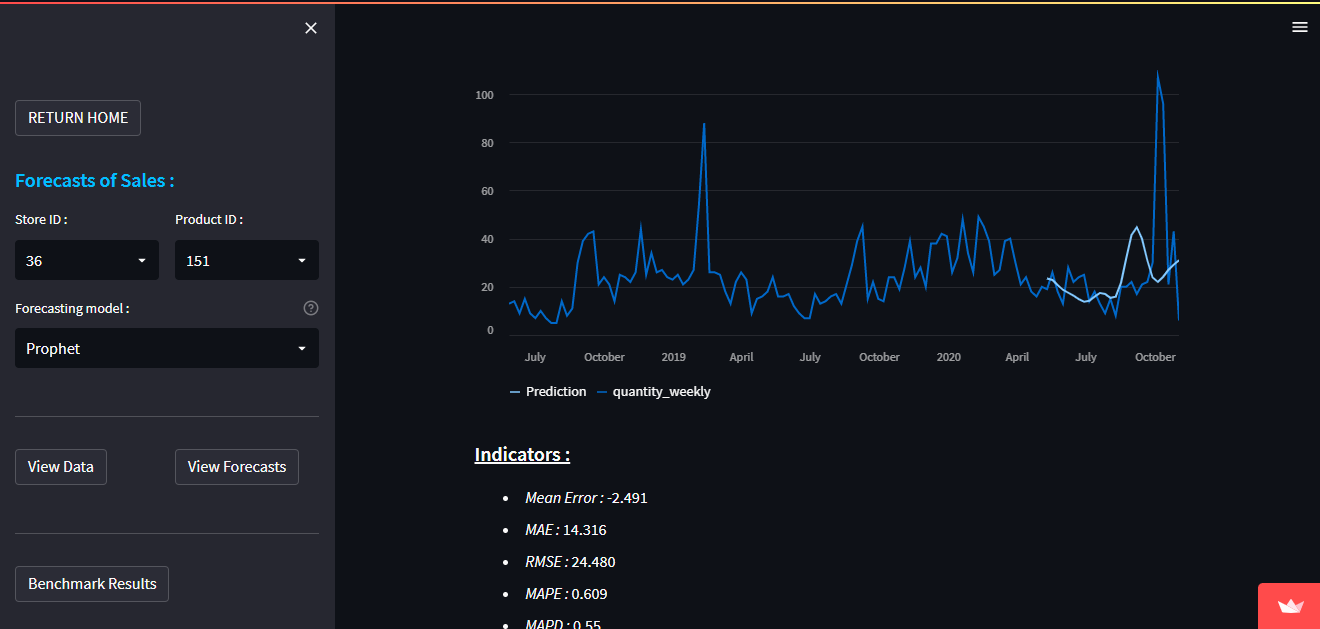 RETURN HOME
Forecasts of Sales :
Store ID :
Product ID :
36
151
Forecasting model :
?
Prophet
View Data
View Forecasts
Benchmark Results
100
80
60
40
20
0
July October 2019 April July October 2020 April July October
Prediction quantity_weekly
Indicators :
• Mean Error : -2.491
• MAE : 14.316
• RMSE : 24.480
• MAPE : 0.609
• MAPD : 0.55